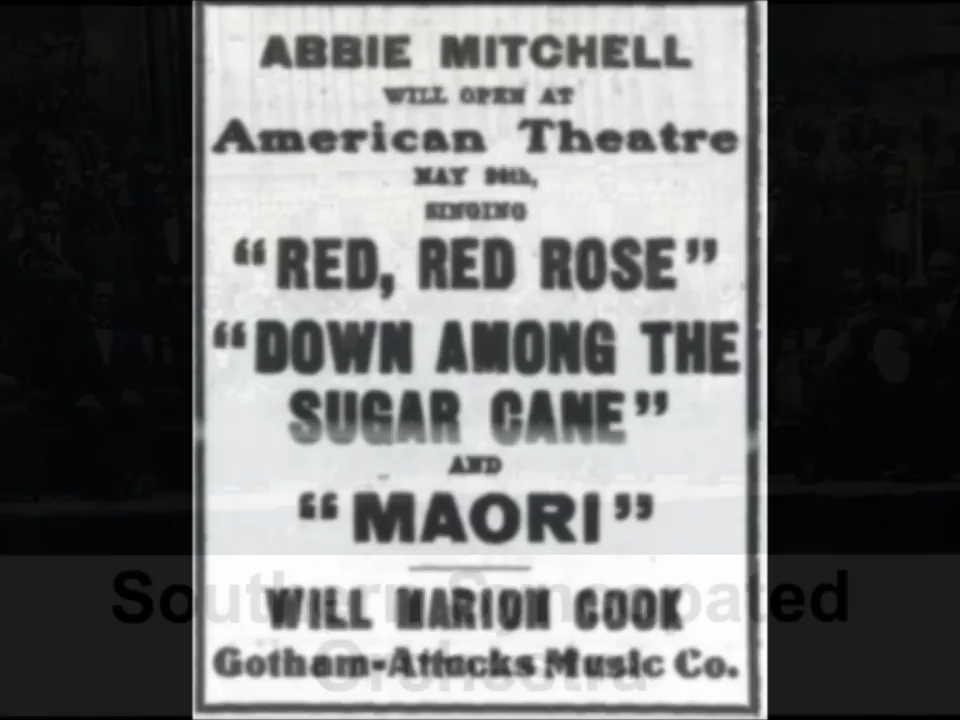 ABBIE MITCHELL
WILL OPEN AT
American Theatre
MAY 26th,
SINGING
“RED, RED ROSE”
“DOWN AMONG THE
SUGAR CANE”
AND
“MAORI”
WILL MARION COOK
Gotham-Attucks Music Co.
Southern Syncopated
Orchestra